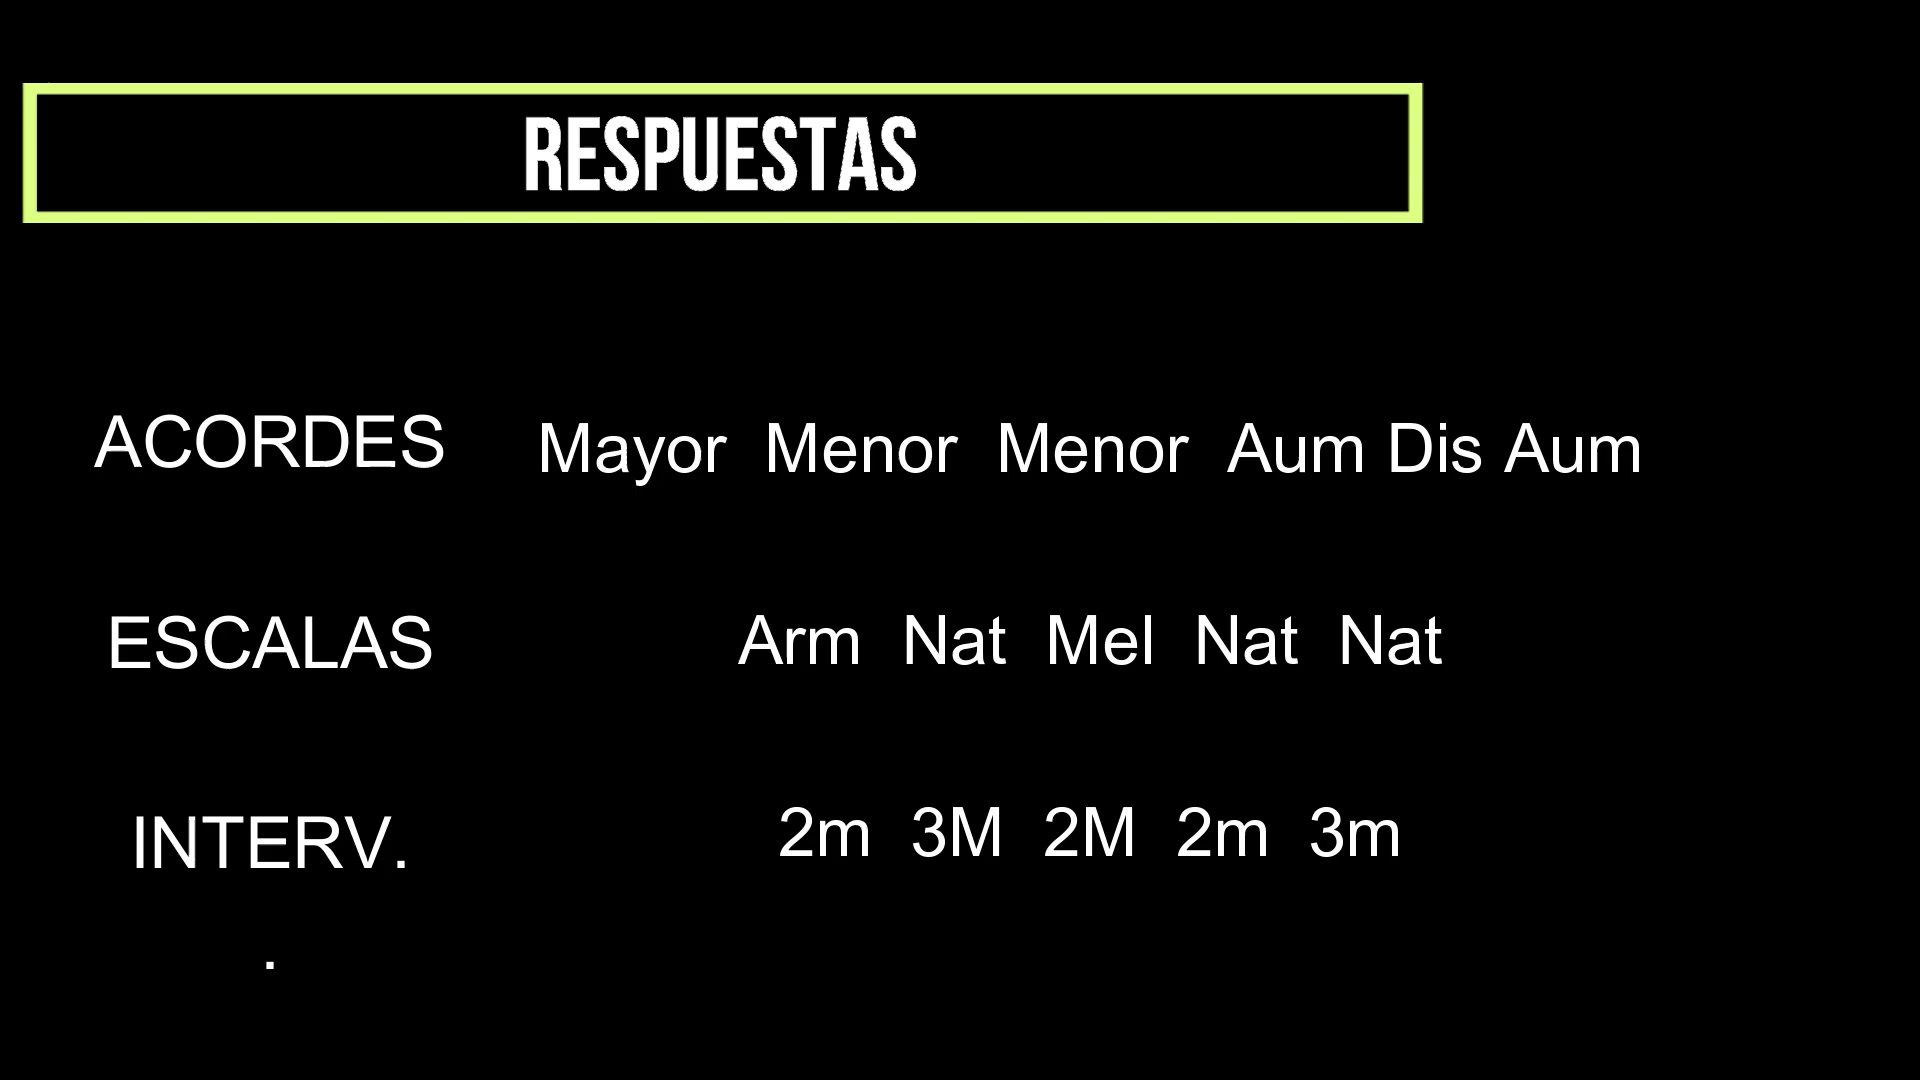 RESPUESTAS
ACORDES Mayor Menor Menor Aum Dis Aum
ESCALAS Arm Nat Mel Nat Nat
INTERV. 2m 3M 2M 2m 3m
.